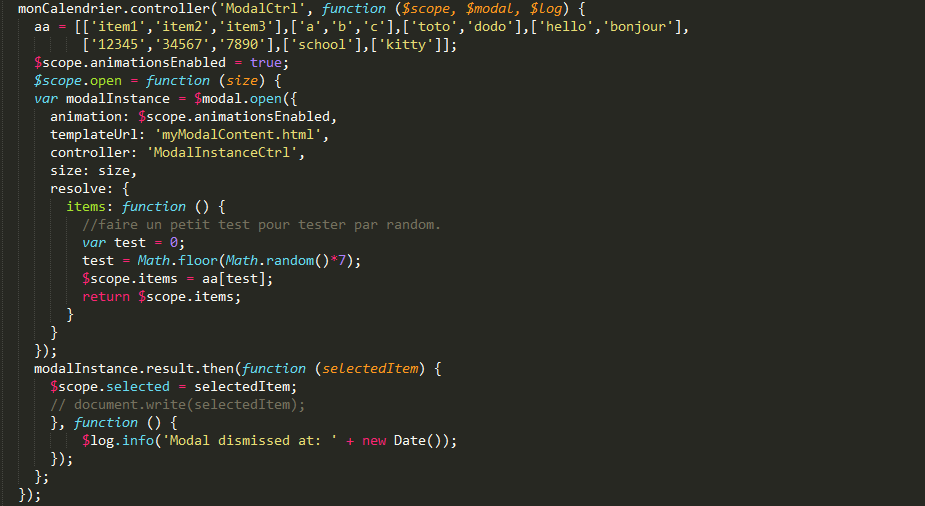 monCalendrier.controller('ModalCtrl', function ($scope, $modal, $log) {
  aa = [['item1','item2','item3'],['a','b','c'],['toto','dodo'],['hello','bonjour'],
        ['12345','34567','7890'],['school'],['kitty']];
  $scope.animationsEnabled = true;
  $scope.open = function (size) {
  var modalInstance = $modal.open({
    animation: $scope.animationsEnabled,
    templateUrl: 'myModalContent.html',
    controller: 'ModalInstanceCtrl',
    size: size,
    resolve: {
      items: function () {
        //faire un petit test pour tester par random.
        var test = 0;
        test = Math.floor(Math.random()*7);
        $scope.items = aa[test];
        return $scope.items;
      }
    }
  });
  modalInstance.result.then(function (selectedItem) {
    $scope.selected = selectedItem;
    // document.write(selectedItem);
    }, function () {
        $log.info('Modal dismissed at: ' + new Date());
    });
  };
});